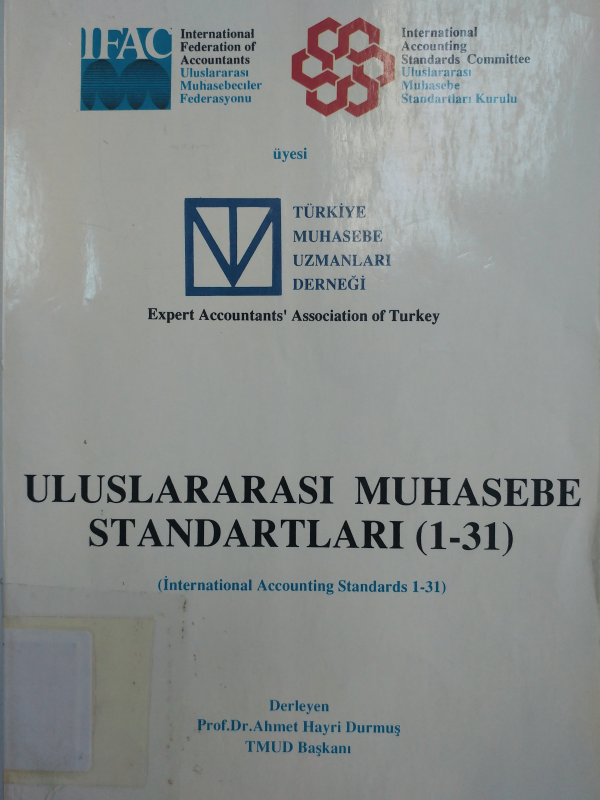 IFAC
International
Federation of
Accountants
Uluslararası
Muhasebeciler
Federasyonu
International
Accounting
Standards Committee
Uluslararası
Muhasebe
Standartları Kurulu
üyesi
TÜRKİYE
MUHASEBE
UZMANLARI
DERNEĞİ
Expert Accountants' Association of Turkey
ULUSLARARASI MUHASEBE
STANDARTLARI (1-31)
(İnternational Accounting Standards 1-31)
Derleyen
Prof.Dr.Ahmet Hayri Durmuş
TMUD Başkanı